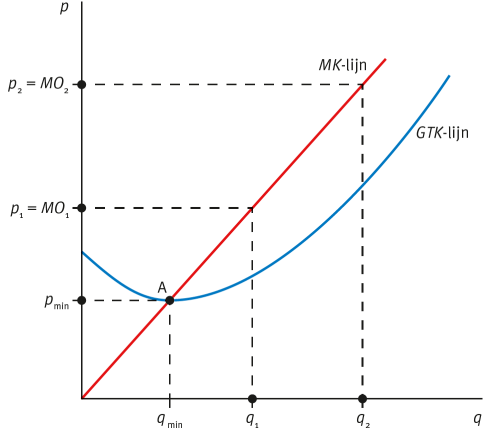 p
MK-lijn
p₂ = MO₂
GTK-lijn
p₁ = MO₁
A
pmin
qmin
q₁
q₂
q